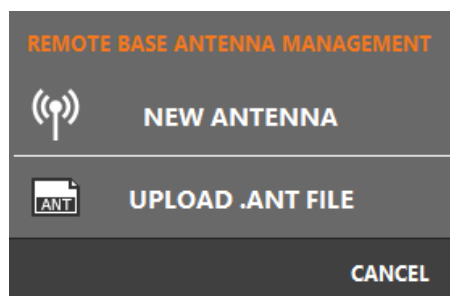 REMOTE BASE ANTENNA MANAGEMENT
NEW ANTENNA
ANT
UPLOAD .ANT FILE
CANCEL